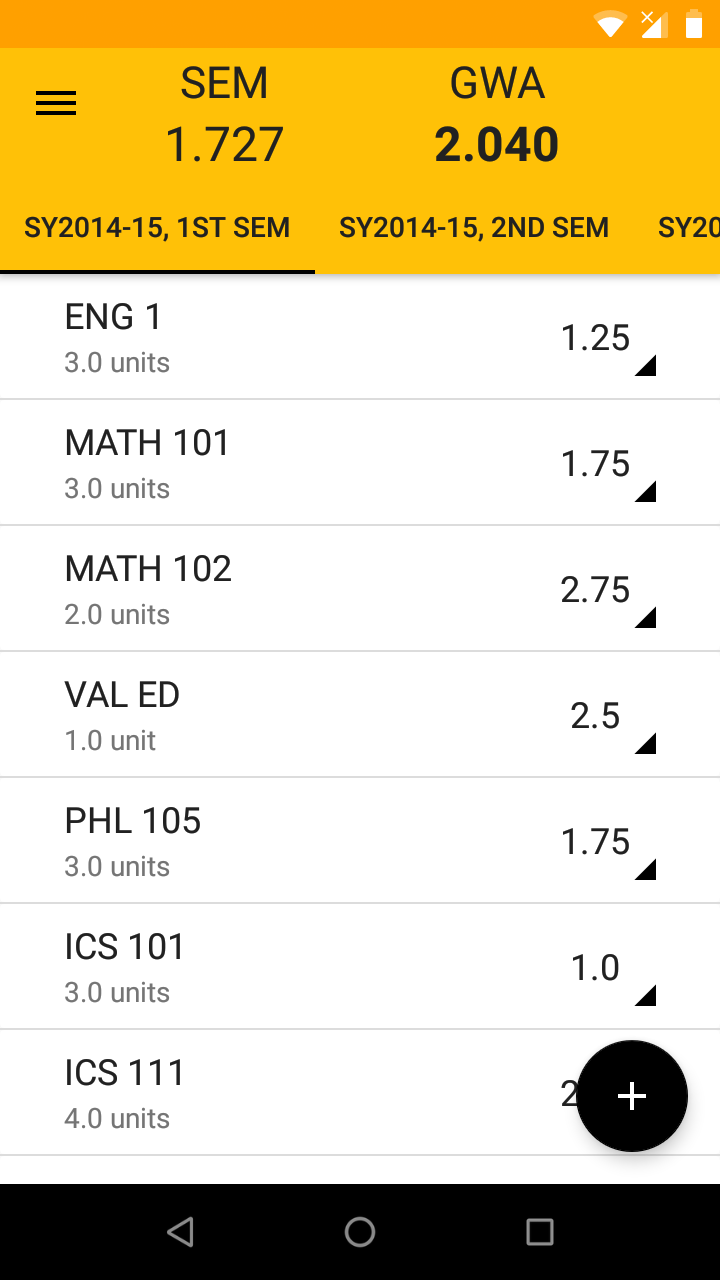 SEM GWA
1.727 2.040
SY2014-15, 1ST SEM SY2014-15, 2ND SEM SY20
ENG 1
3.0 units
1.25
MATH 101
3.0 units
1.75
MATH 102
2.0 units
2.75
VAL ED
1.0 unit
2.5
PHL 105
3.0 units
1.75
ICS 101
3.0 units
1.0
ICS 111
4.0 units
2